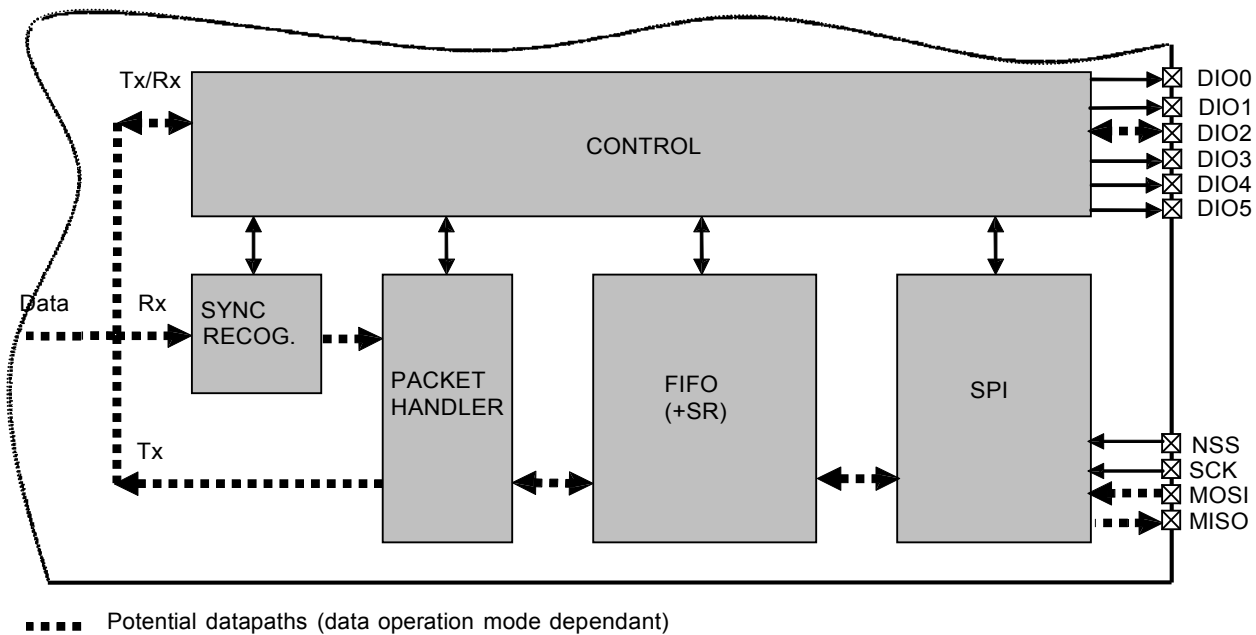 Tx/Rx
CONTROL
DIO0
DIO1
DIO2
DIO3
DIO4
DIO5
Data
Rx
SYNC
RECOG.
PACKET
HANDLER
FIFO
(+SR)
SPI
Tx
NSS
SCK
MOSI
MISO
Potential datapaths (data operation mode dependant)